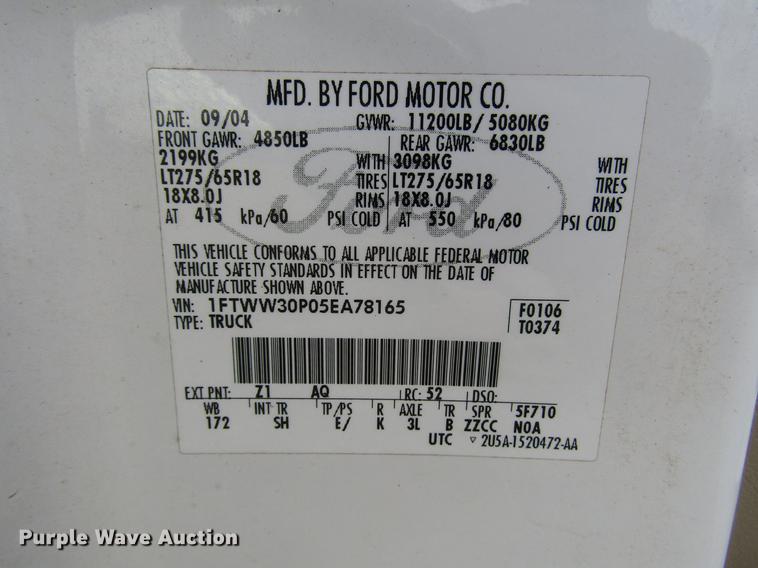 MFD. BY FORD MOTOR CO.
DATE: 09/04 GVWR: 11200LB/ 5080KG
FRONT GAWR: 4850LB REAR GAWR: 6830LB
2199KG WITH 3098KG WITH
LT275/65R18 TIRES LT275/65R18 TIRES
18X8.0J RIMS 18X8.0J RIMS
AT 415 kPa/60 PSI COLD AT 550 kPa/80 PSI COLD
Ford
THIS VEHICLE CONFORMS TO ALL APPLICABLE FEDERAL MOTOR
VEHICLE SAFETY STANDARDS IN EFFECT ON THE DATE OF
MANUFACTURE SHOWN ABOVE.
VIN: 1FTWW30P05EA78165 F0106
TYPE: TRUCK T0374
EXT PNT: Z1 AQ RC: 52 DSO:
WB INT TR TP/PS R AXLE TR SPR 5F710
172 SH E/ K 3L B ZZCC N0A
UTC ▽ 2U5A-1520472-AA
Purple Wave Auction